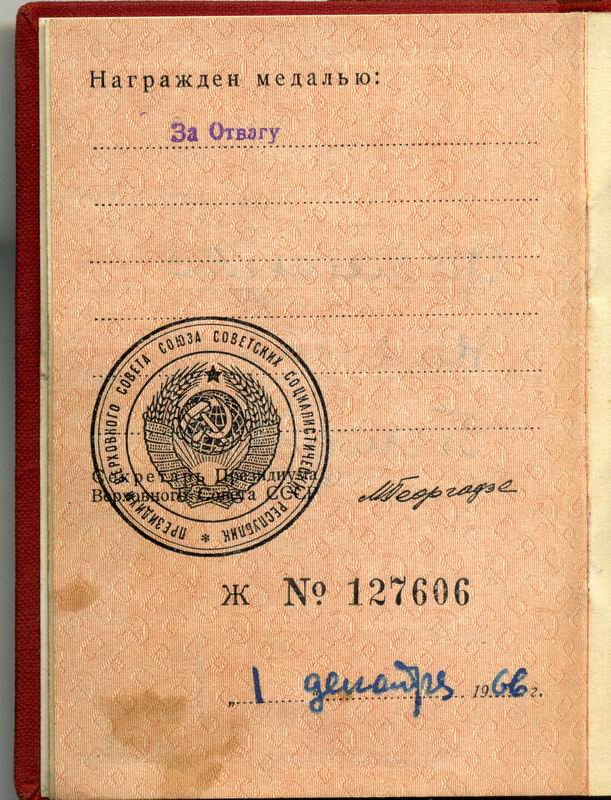 Награжден медалью:
За Отвагу
ПРЕЗИДИУМ ВЕРХОВНОГО СОВЕТА СОЮЗА СОВЕТСКИХ СОЦИАЛИСТИЧЕСКИХ РЕСПУБЛИК *
Секретарь Президиума
Верховного Совета СССР
МГеоргадзе
Ж № 127606
„1 декабря 1966 г.